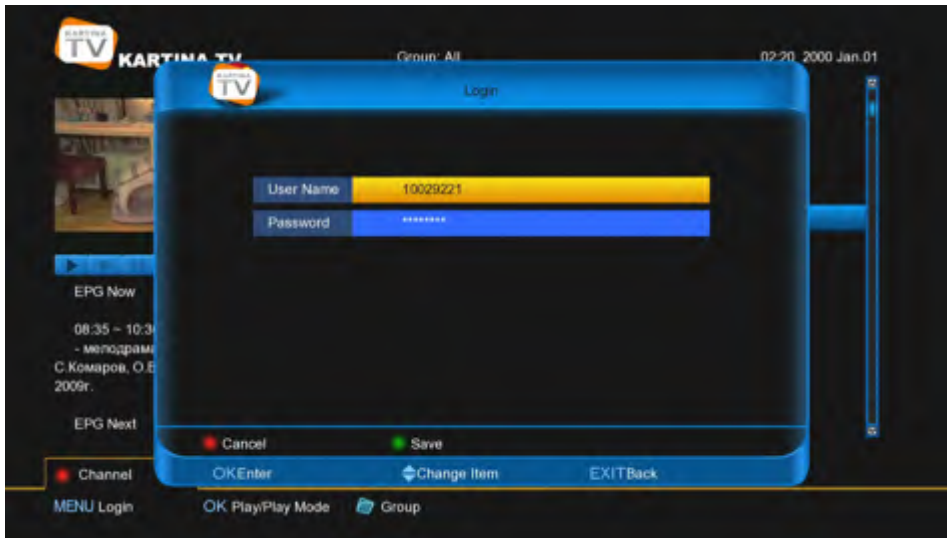 KARTINA
TV
KARTINA TV
Group: All
02:20 2000 Jan.01
KARTINA
TV
Login
User Name
10029221
Password
********
EPG Now
08:35 ~ 10:30
- мелодрама
С.Комаров, О.Б
2009г.
EPG Next
Cancel
Save
Channel
OKEnter
Change Item
EXITBack
MENU Login
OK Play/Play Mode
Group